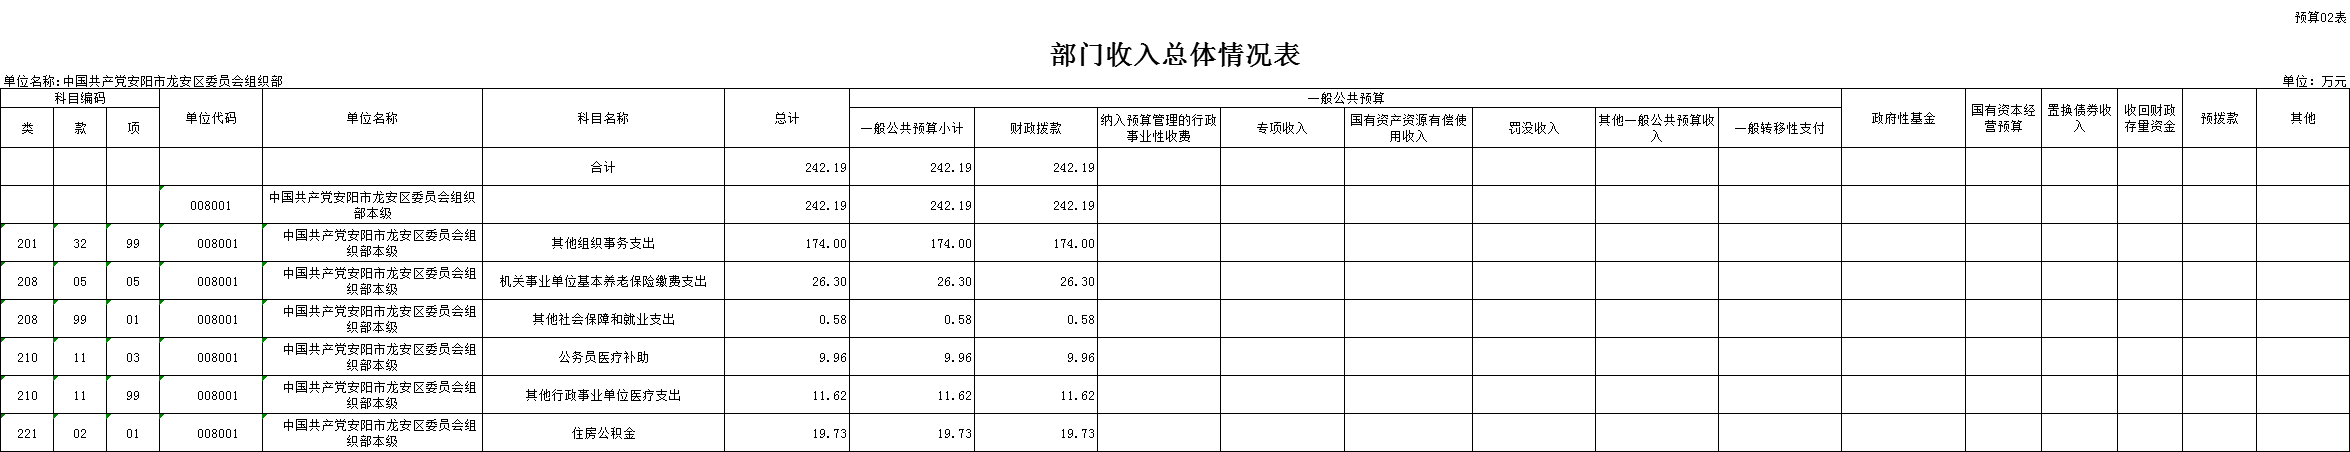 预算02表
部门收入总体情况表
单位名称:中国共产党安阳市龙安区委员会组织部 单位：万元
科目编码 单位代码 单位名称 科目名称 总计 一般公共预算 政府性基金 国有资本经营预算 置换债券收入 收回财政存量资金 预拨款 其他
类 款 项 一般公共预算小计 财政拨款 纳入预算管理的行政事业性收费 专项收入 国有资产资源有偿使用收入 罚没收入 其他一般公共预算收入 一般转移性支付
合计 242.19 242.19 242.19
008001 中国共产党安阳市龙安区委员会组织部本级 242.19 242.19 242.19
201 32 99 008001 中国共产党安阳市龙安区委员会组织部本级 其他组织事务支出 174.00 174.00 174.00
208 05 05 008001 中国共产党安阳市龙安区委员会组织部本级 机关事业单位基本养老保险缴费支出 26.30 26.30 26.30
208 99 01 008001 中国共产党安阳市龙安区委员会组织部本级 其他社会保障和就业支出 0.58 0.58 0.58
210 11 03 008001 中国共产党安阳市龙安区委员会组织部本级 公务员医疗补助 9.96 9.96 9.96
210 11 99 008001 中国共产党安阳市龙安区委员会组织部本级 其他行政事业单位医疗支出 11.62 11.62 11.62
221 02 01 008001 中国共产党安阳市龙安区委员会组织部本级 住房公积金 19.73 19.73 19.73